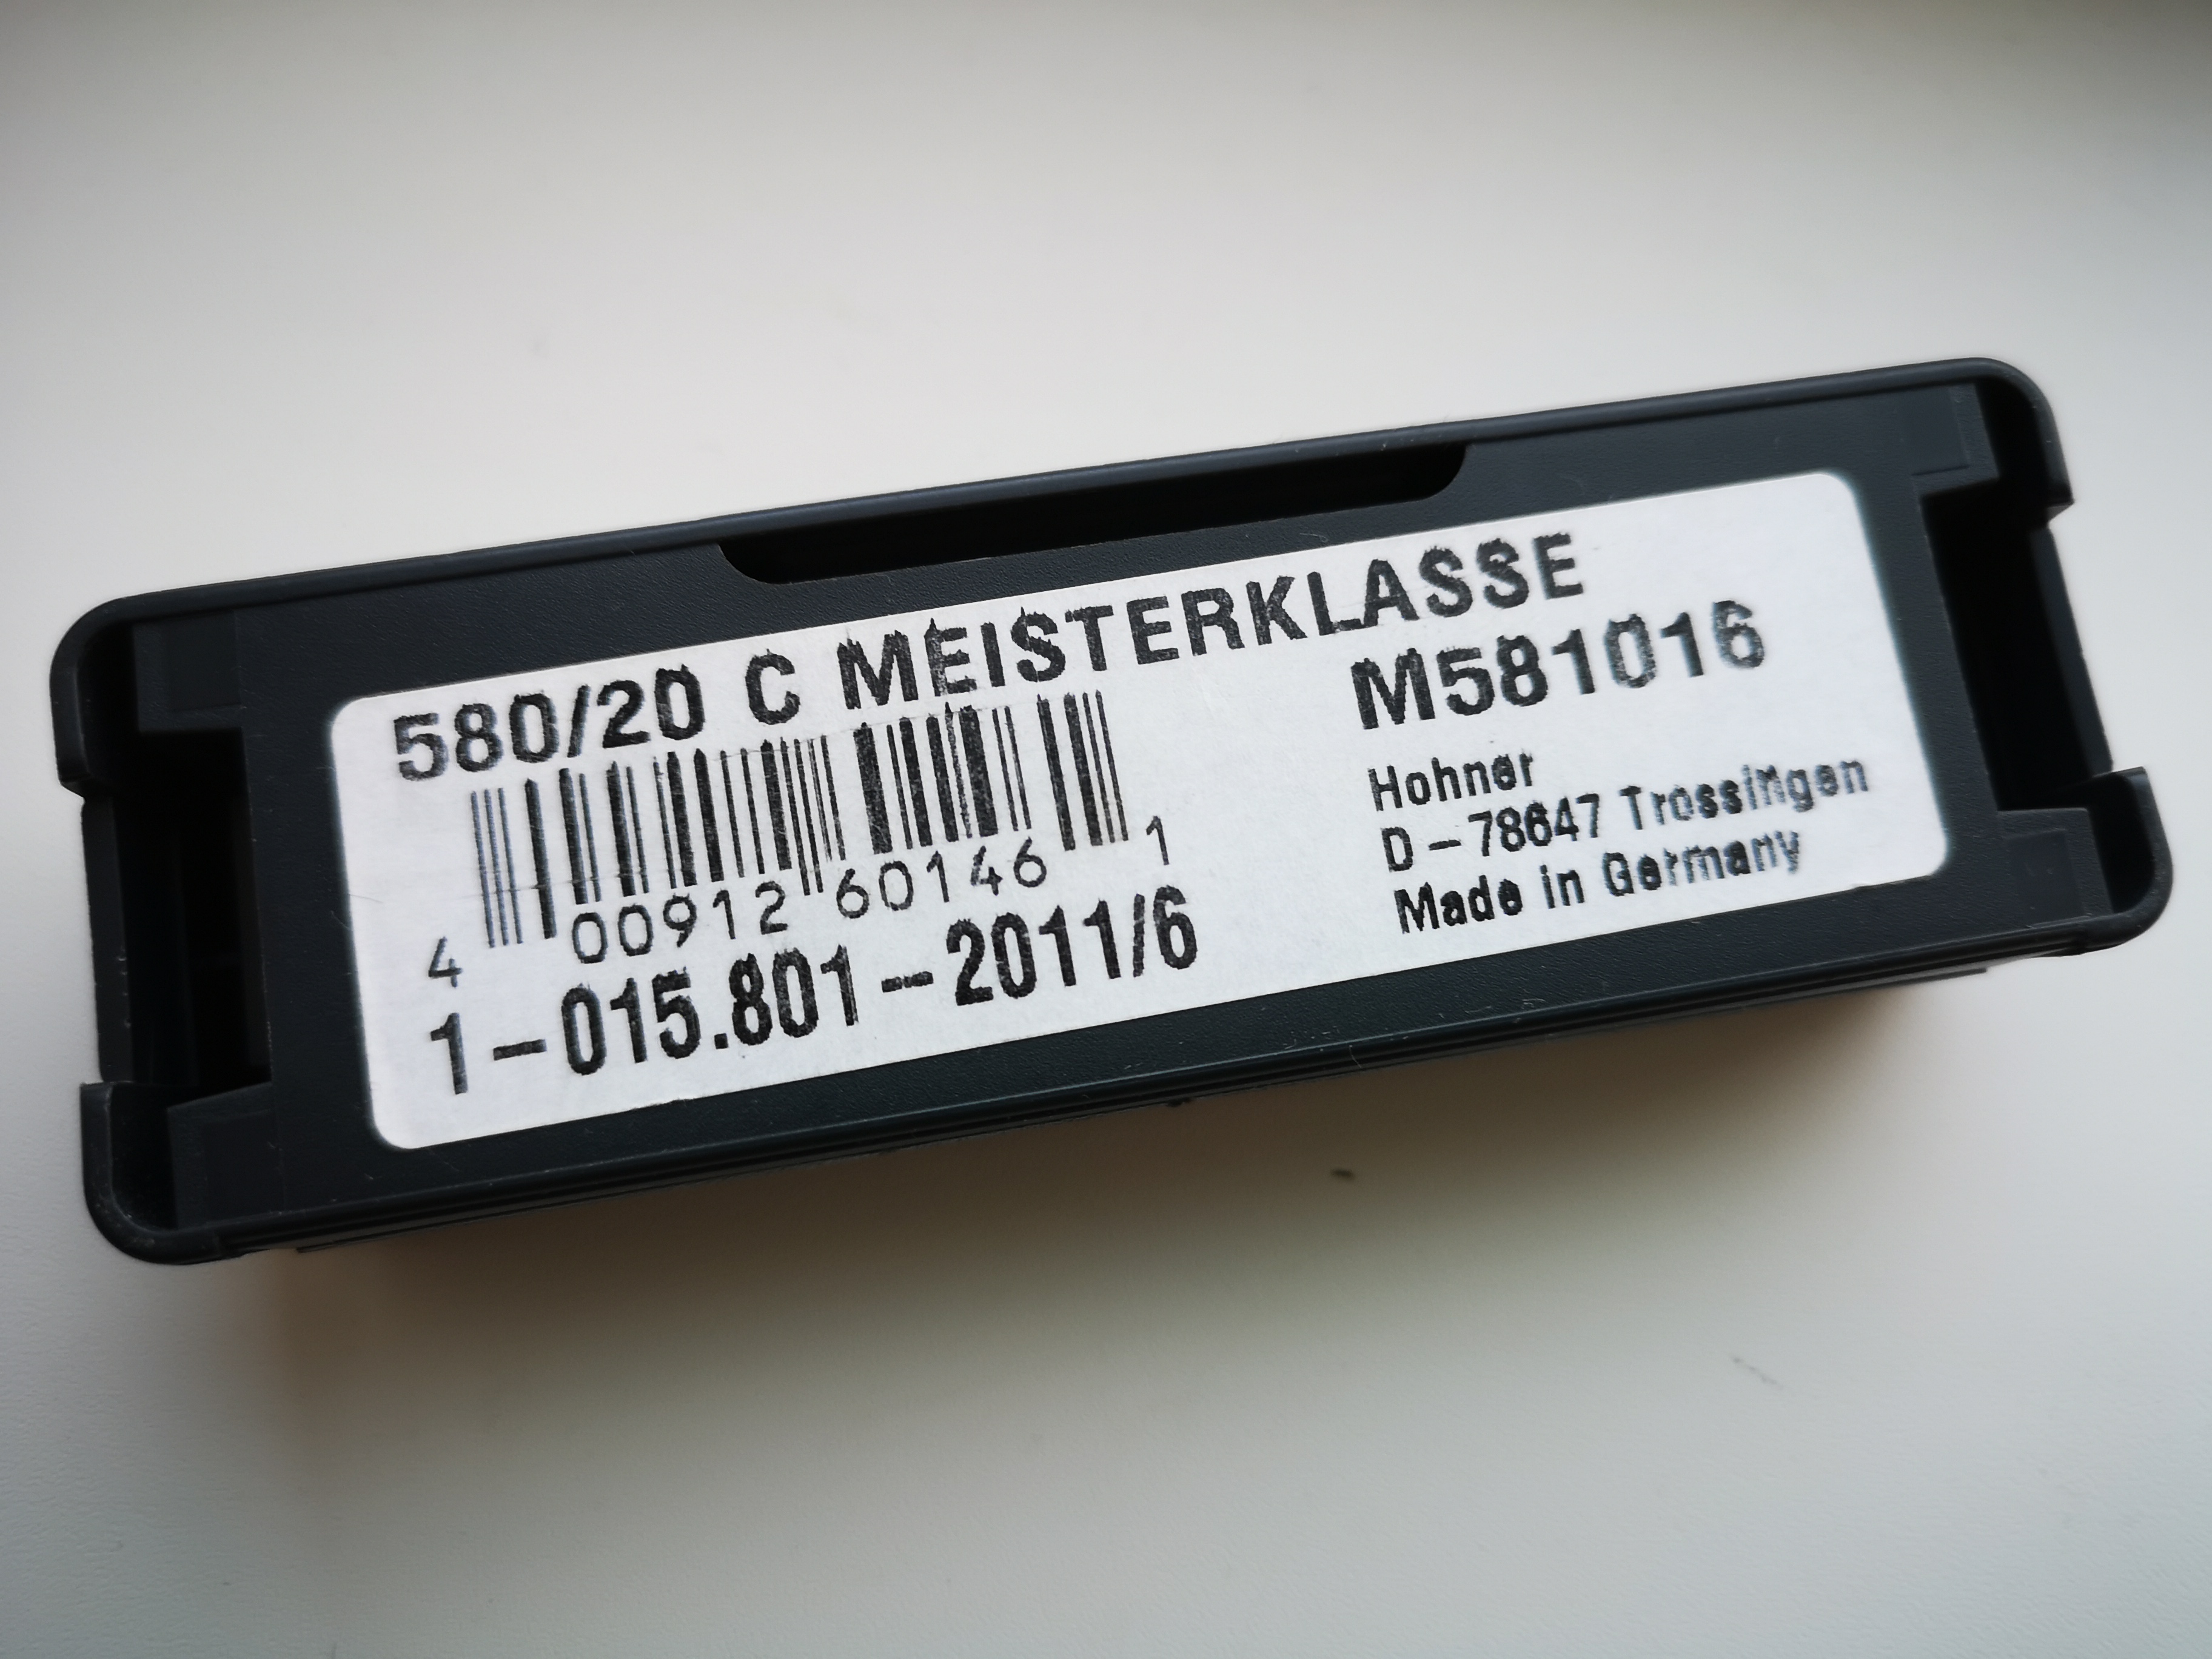 580/20 C MEISTERKLASSE
M581016
4 00912 60146 1
1-015.801-2011/6
Hohner
D-78647 Trossingen
Made in Germany